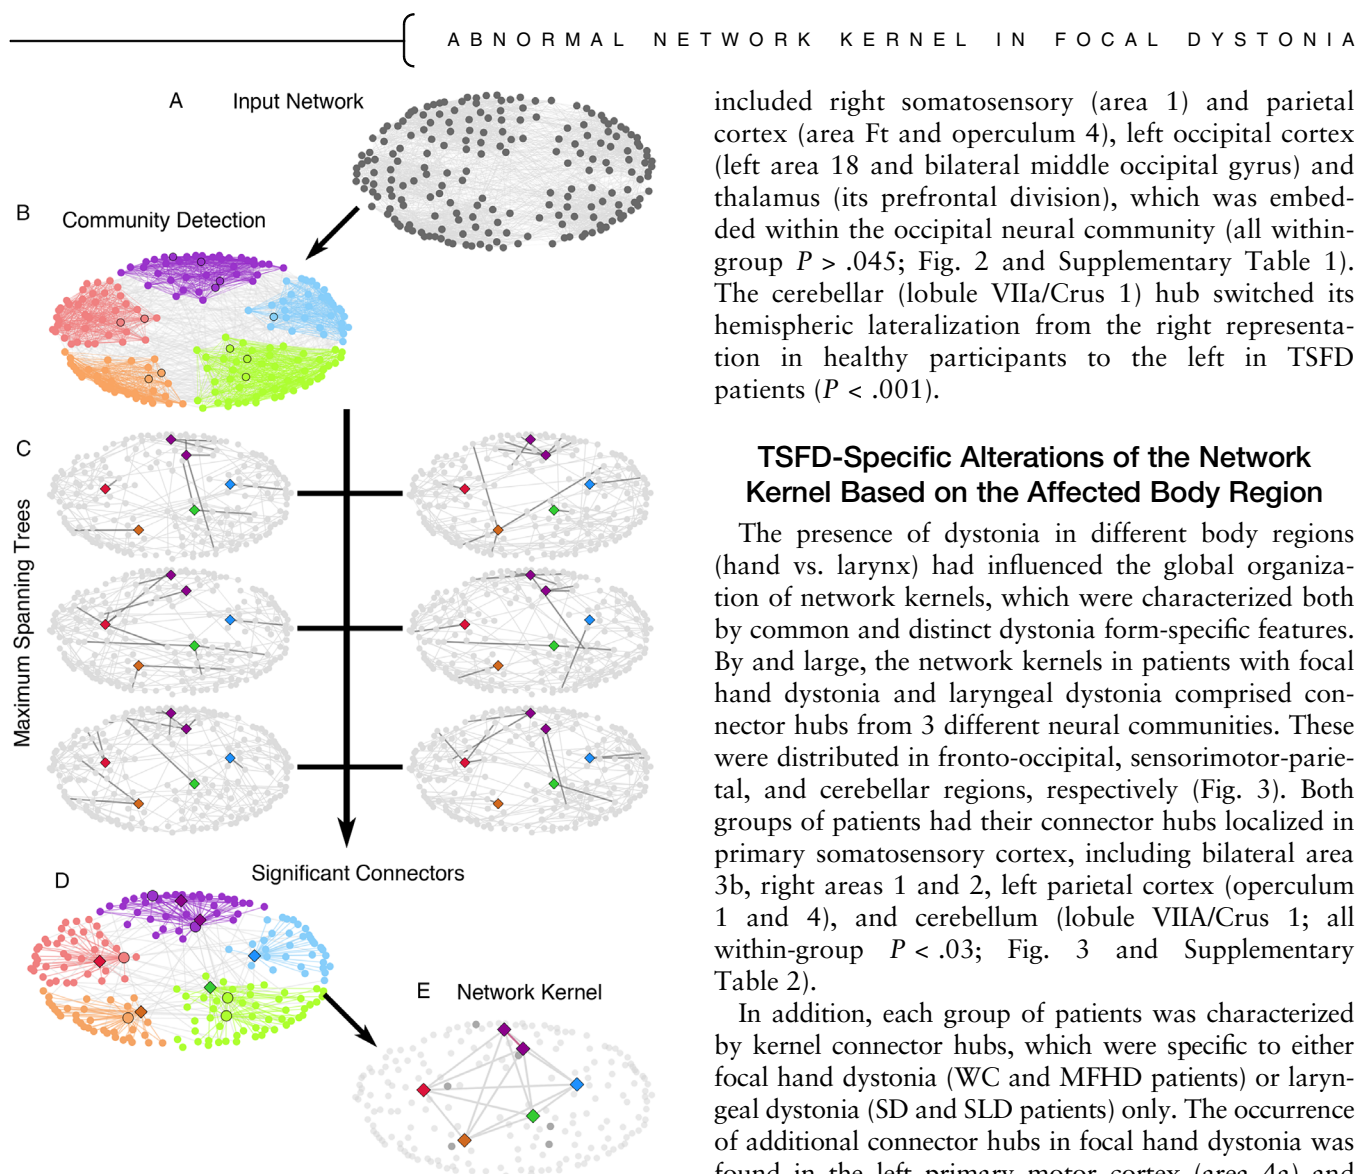 ABNORMAL NETWORK KERNEL IN FOCAL DYSTONIA
A Input Network
B Community Detection
C
Maximum Spanning Trees
Significant Connectors
D
E Network Kernel
included right somatosensory (area 1) and parietal
cortex (area Ft and operculum 4), left occipital cortex
(left area 18 and bilateral middle occipital gyrus) and
thalamus (its prefrontal division), which was embed-
ded within the occipital neural community (all within-
group P > .045; Fig. 2 and Supplementary Table 1).
The cerebellar (lobule VIIa/Crus 1) hub switched its
hemispheric lateralization from the right representa-
tion in healthy participants to the left in TSFD
patients (P < .001).
TSFD-Specific Alterations of the Network
Kernel Based on the Affected Body Region
The presence of dystonia in different body regions
(hand vs. larynx) had influenced the global organiza-
tion of network kernels, which were characterized both
by common and distinct dystonia form-specific features.
By and large, the network kernels in patients with focal
hand dystonia and laryngeal dystonia comprised con-
nector hubs from 3 different neural communities. These
were distributed in fronto-occipital, sensorimotor-parie-
tal, and cerebellar regions, respectively (Fig. 3). Both
groups of patients had their connector hubs localized in
primary somatosensory cortex, including bilateral area
3b, right areas 1 and 2, left parietal cortex (operculum
1 and 4), and cerebellum (lobule VIIA/Crus 1; all
within-group P < .03; Fig. 3 and Supplementary
Table 2).
In addition, each group of patients was characterized
by kernel connector hubs, which were specific to either
focal hand dystonia (WC and MFHD patients) or laryn-
geal dystonia (SD and SLD patients) only. The occurrence
of additional connector hubs in focal hand dystonia was
found in the left primary motor cortex (area 4a) and